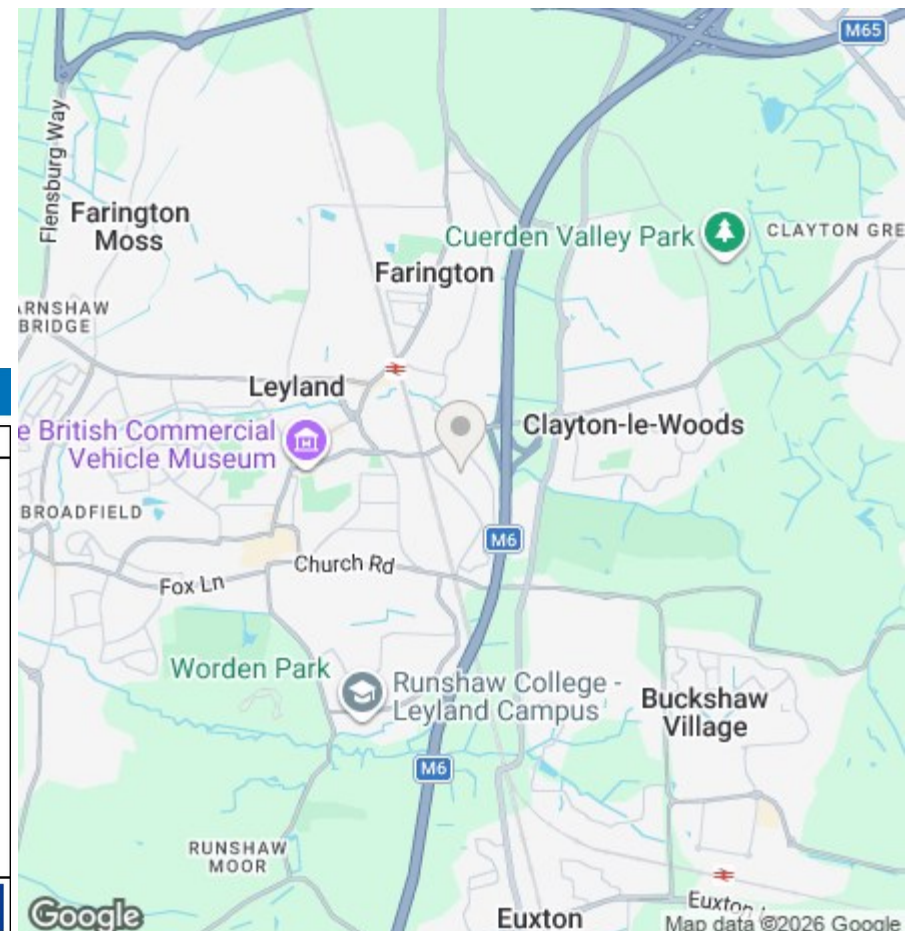 M65
Flensburg Way
Farington
Moss
Cuerden Valley Park
CLAYTON GRE
Farington
ARNSHAW
BRIDGE
Leyland
e British Commercial
Vehicle Museum
Clayton-le-Woods
BROADFIELD
M6
Church Rd
Fox Ln
Worden Park
Runshaw College -
Leyland Campus
Buckshaw
Village
M6
RUNSHAW
MOOR
Euxton
Euxton
Google
Map data ©2026 Google